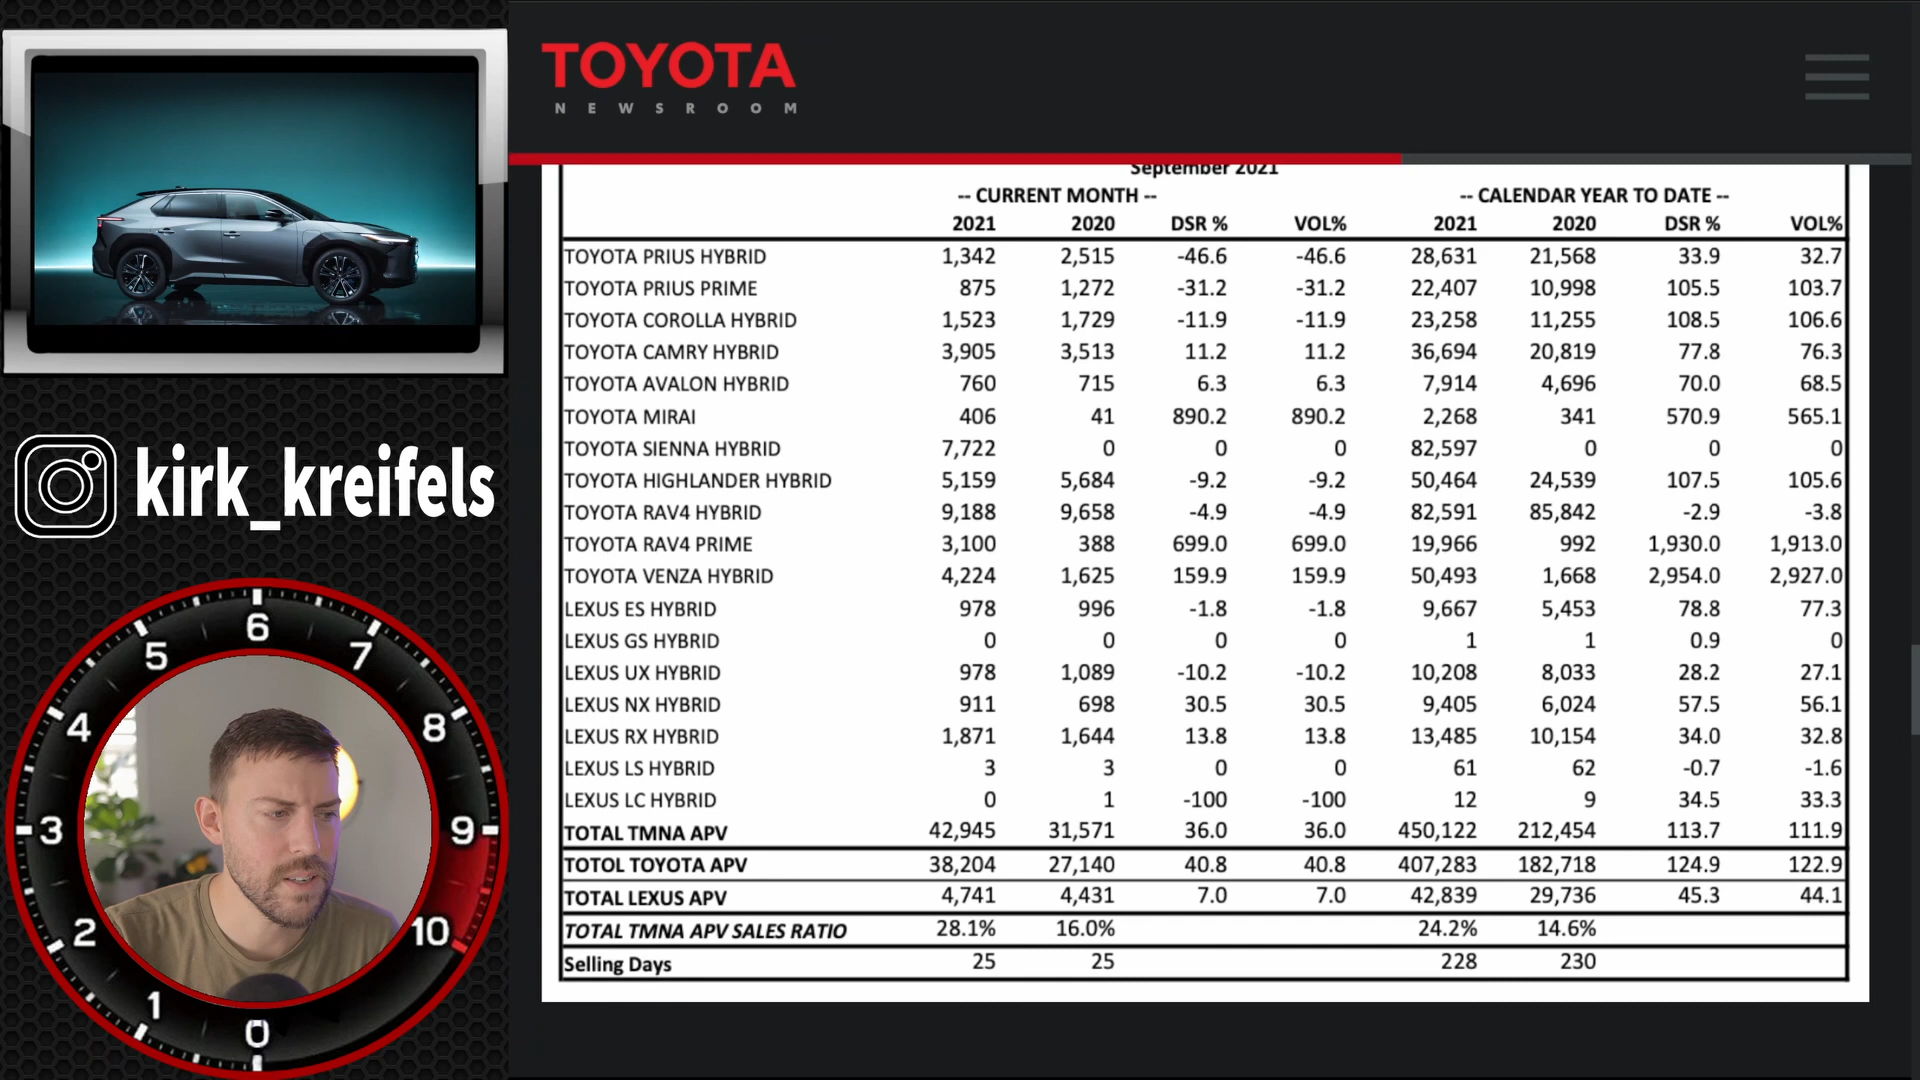 TOYOTA
NEWSROOM
September 2021
-- CURRENT MONTH -- -- CALENDAR YEAR TO DATE --
2021 2020 DSR % VOL% 2021 2020 DSR % VOL%
TOYOTA PRIUS HYBRID 1,342 2,515 -46.6 -46.6 28,631 21,568 33.9 32.7
TOYOTA PRIUS PRIME 875 1,272 -31.2 -31.2 22,407 10,998 105.5 103.7
TOYOTA COROLLA HYBRID 1,523 1,729 -11.9 -11.9 23,258 11,255 108.5 106.6
TOYOTA CAMRY HYBRID 3,905 3,513 11.2 11.2 36,694 20,819 77.8 76.3
TOYOTA AVALON HYBRID 760 715 6.3 6.3 7,914 4,696 70.0 68.5
TOYOTA MIRAI 406 41 890.2 890.2 2,268 341 570.9 565.1
TOYOTA SIENNA HYBRID 7,722 0 0 0 82,597 0 0 0
TOYOTA HIGHLANDER HYBRID 5,159 5,684 -9.2 -9.2 50,464 24,539 107.5 105.6
TOYOTA RAV4 HYBRID 9,188 9,658 -4.9 -4.9 82,591 85,842 -2.9 -3.8
TOYOTA RAV4 PRIME 3,100 388 699.0 699.0 19,966 992 1,930.0 1,913.0
TOYOTA VENZA HYBRID 4,224 1,625 159.9 159.9 50,493 1,668 2,954.0 2,927.0
LEXUS ES HYBRID 978 996 -1.8 -1.8 9,667 5,453 78.8 77.3
LEXUS GS HYBRID 0 0 0 0 1 1 0.9 0
LEXUS UX HYBRID 978 1,089 -10.2 -10.2 10,208 8,033 28.2 27.1
LEXUS NX HYBRID 911 698 30.5 30.5 9,405 6,024 57.5 56.1
LEXUS RX HYBRID 1,871 1,644 13.8 13.8 13,485 10,154 34.0 32.8
LEXUS LS HYBRID 3 3 0 0 61 62 -0.7 -1.6
LEXUS LC HYBRID 0 1 -100 -100 12 9 34.5 33.3
TOTAL TMNA APV 42,945 31,571 36.0 36.0 450,122 212,454 113.7 111.9
TOTOL TOYOTA APV 38,204 27,140 40.8 40.8 407,283 182,718 124.9 122.9
TOTAL LEXUS APV 4,741 4,431 7.0 7.0 42,839 29,736 45.3 44.1
TOTAL TMNA APV SALES RATIO 28.1% 16.0% 24.2% 14.6%
Selling Days 25 25 228 230
kirk_kreifels
0
1
2
3
4
5
6
7
8
9
10